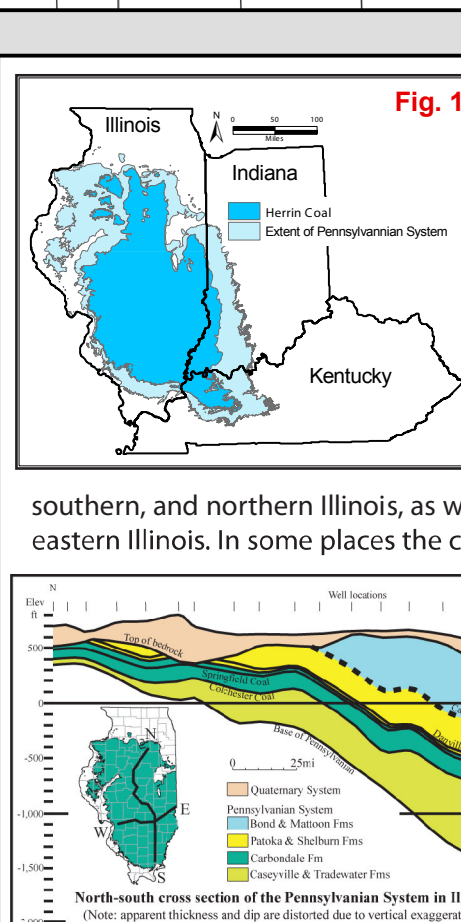 Fig. 1
Illinois
N
0 50 100
Miles
Indiana
Herrin Coal
Extent of Pennsylvannian System
Kentucky
southern, and northern Illinois, as w
eastern Illinois. In some places the c
N
Elev
ft
Well locations
Top of bedrock
500
Springfield Coal
Colchester Coal
0
Danville
Base of Pennsylvanian
N
0 25mi
-500
Quaternary System
E
Pennsylvanian System
-1,000
Bond & Mattoon Fms
W
Patoka & Shelburn Fms
Carbondale Fm
-1,500
S
Caseyville & Tradewater Fms
North-south cross section of the Pennsylvanian System in Il
(Note: apparent thickness and dip are distorted due to vertical exaggera